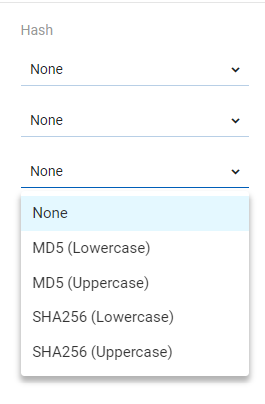 Hash
None
None
None
None
MD5 (Lowercase)
MD5 (Uppercase)
SHA256 (Lowercase)
SHA256 (Uppercase)